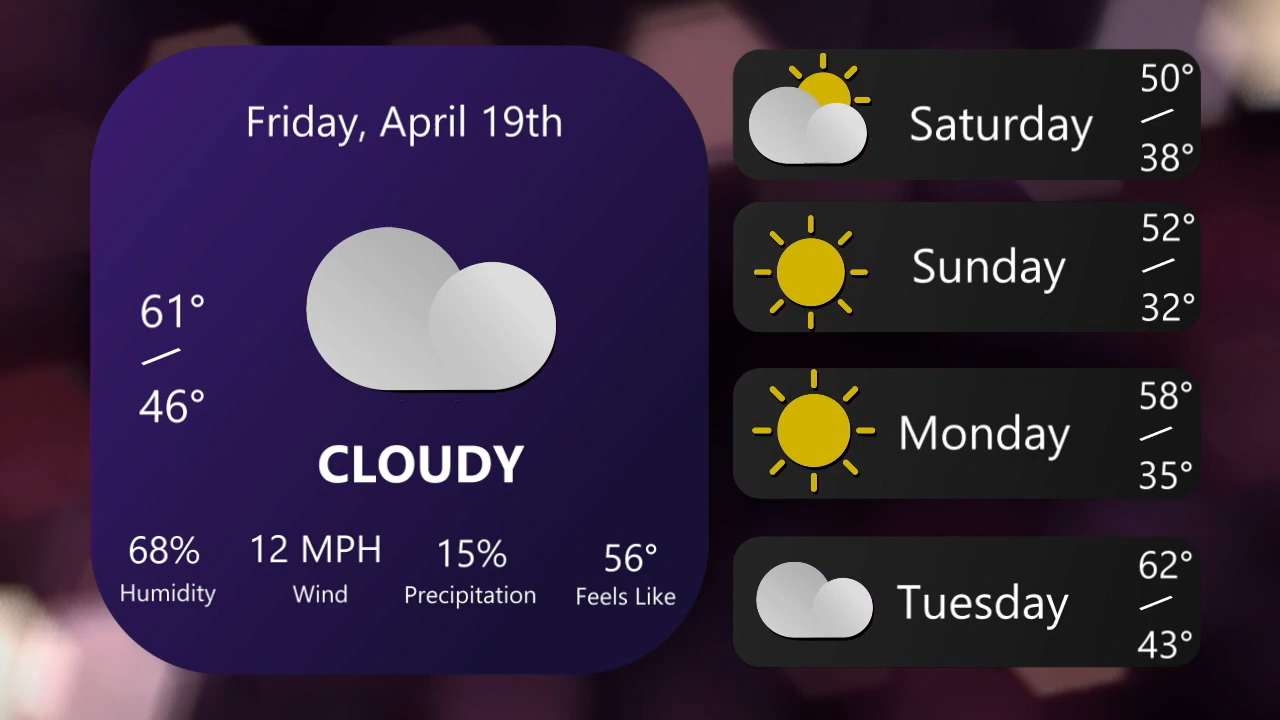 Friday, April 19th
61°
46°
CLOUDY
68%
Humidity
12 MPH
Wind
15%
Precipitation
56°
Feels Like
Saturday
50°
38°
Sunday
52°
32°
Monday
58°
35°
Tuesday
62°
43°